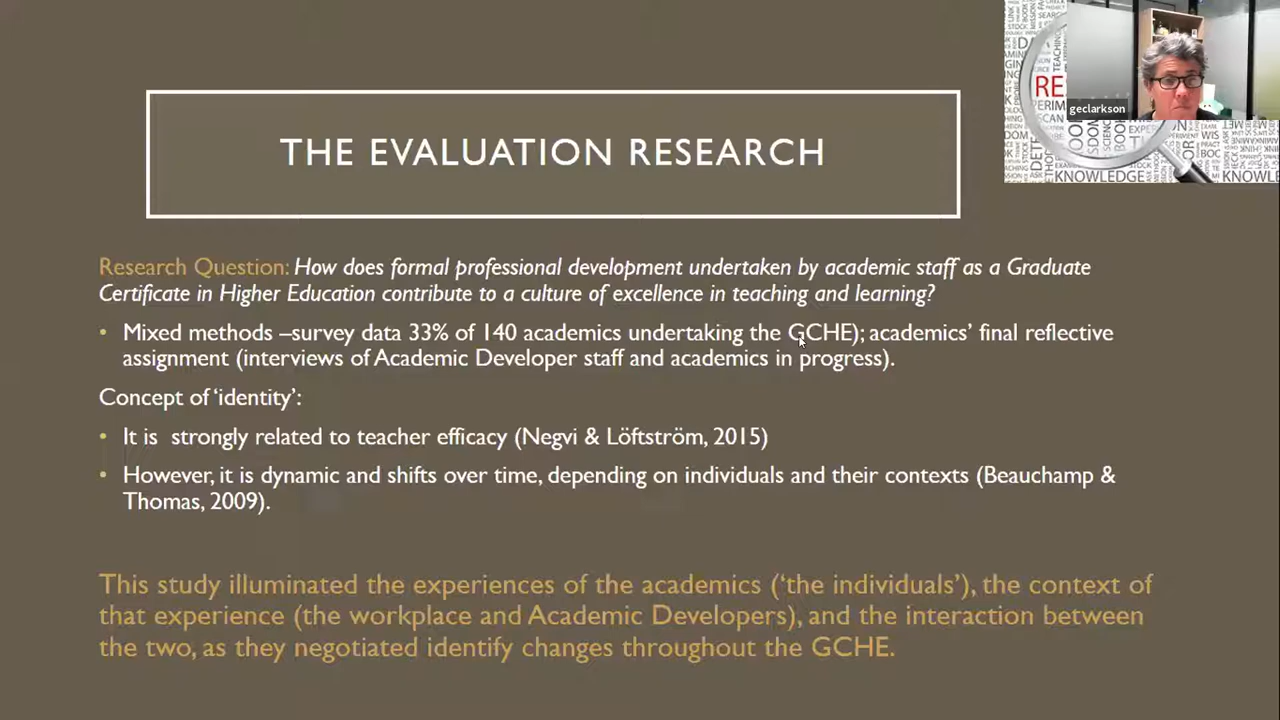 THE EVALUATION RESEARCH
geclarkson
RE
KNOWLEDGE
Research Question: How does formal professional development undertaken by academic staff as a Graduate
Certificate in Higher Education contribute to a culture of excellence in teaching and learning?
• Mixed methods –survey data 33% of 140 academics undertaking the GCHE); academics' final reflective
assignment (interviews of Academic Developer staff and academics in progress).
Concept of 'identity':
• It is strongly related to teacher efficacy (Negvi & Löftström, 2015)
• However, it is dynamic and shifts over time, depending on individuals and their contexts (Beauchamp &
Thomas, 2009).
This study illuminated the experiences of the academics ('the individuals'), the context of
that experience (the workplace and Academic Developers), and the interaction between
the two, as they negotiated identify changes throughout the GCHE.